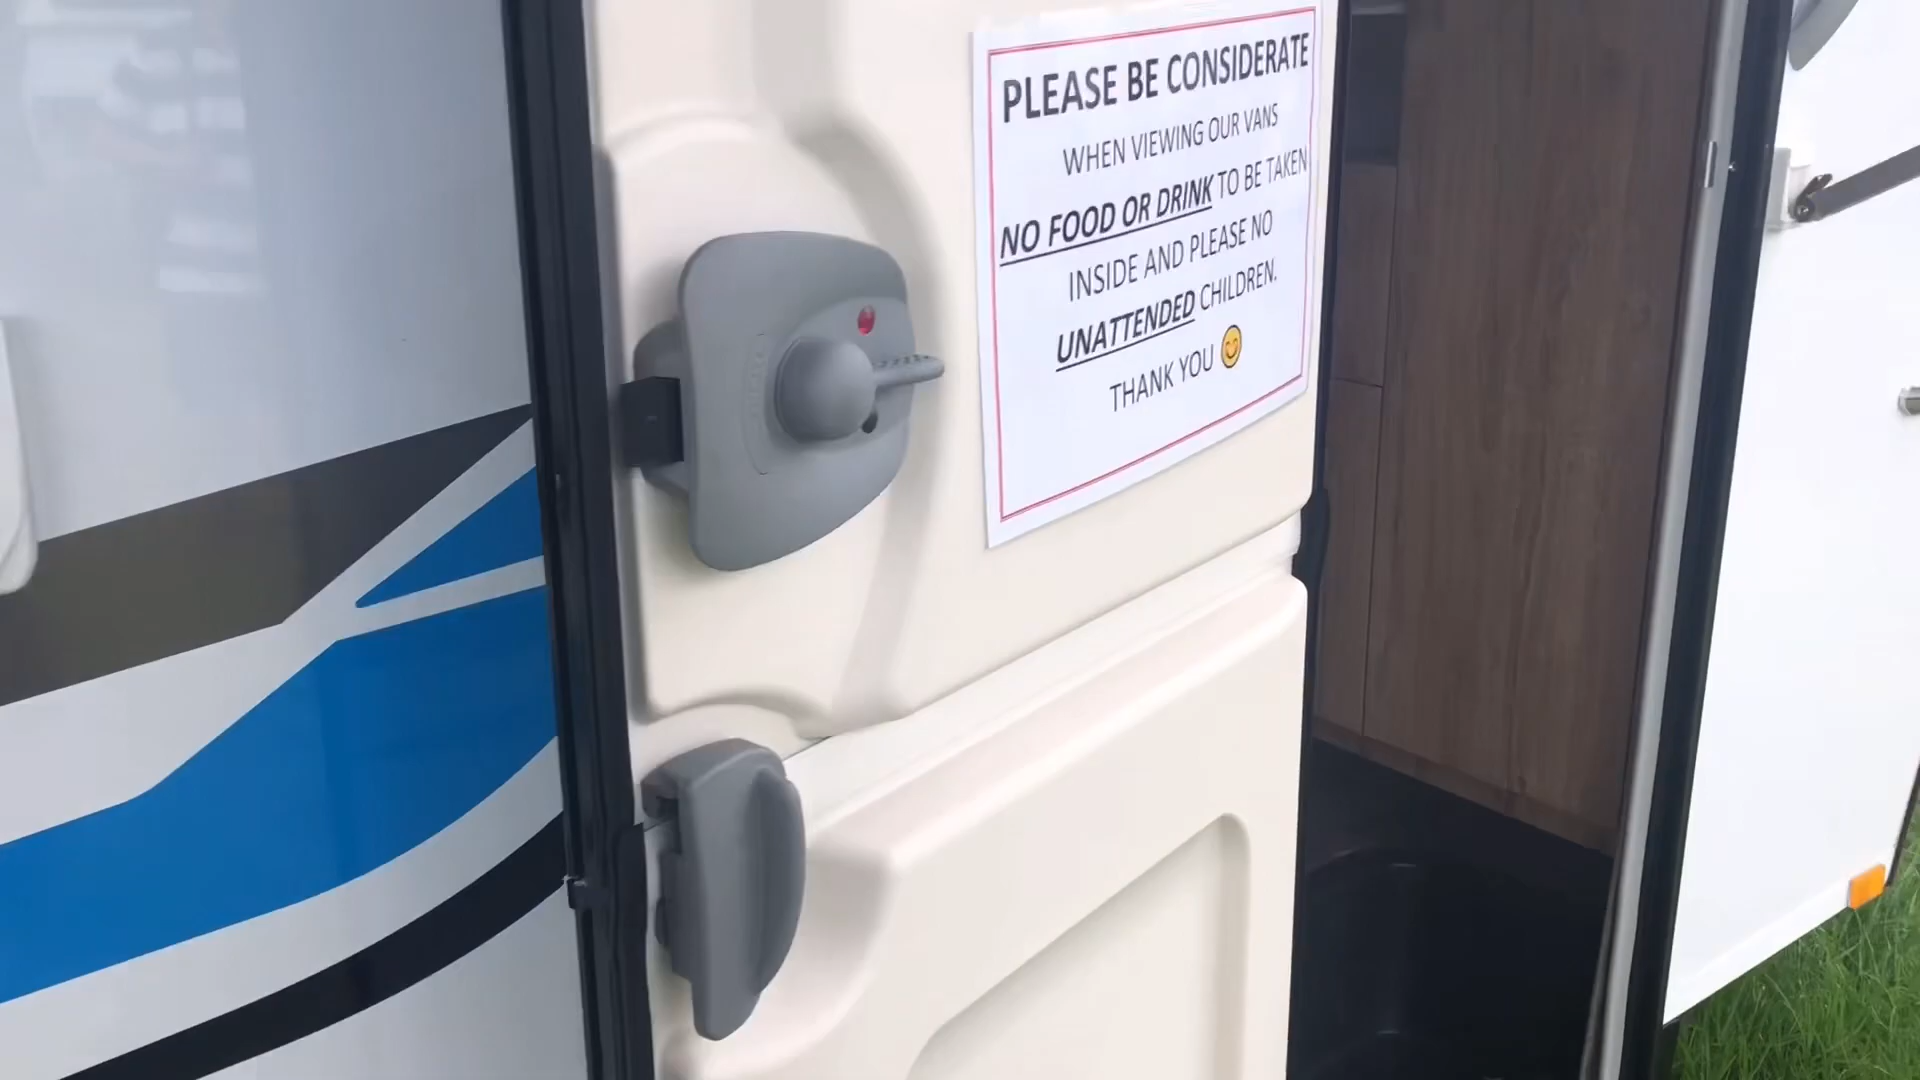 PLEASE BE CONSIDERATE
WHEN VIEWING OUR VANS
NO FOOD OR DRINK TO BE TAKEN
INSIDE AND PLEASE NO
UNATTENDED CHILDREN.
THANK YOU 😊